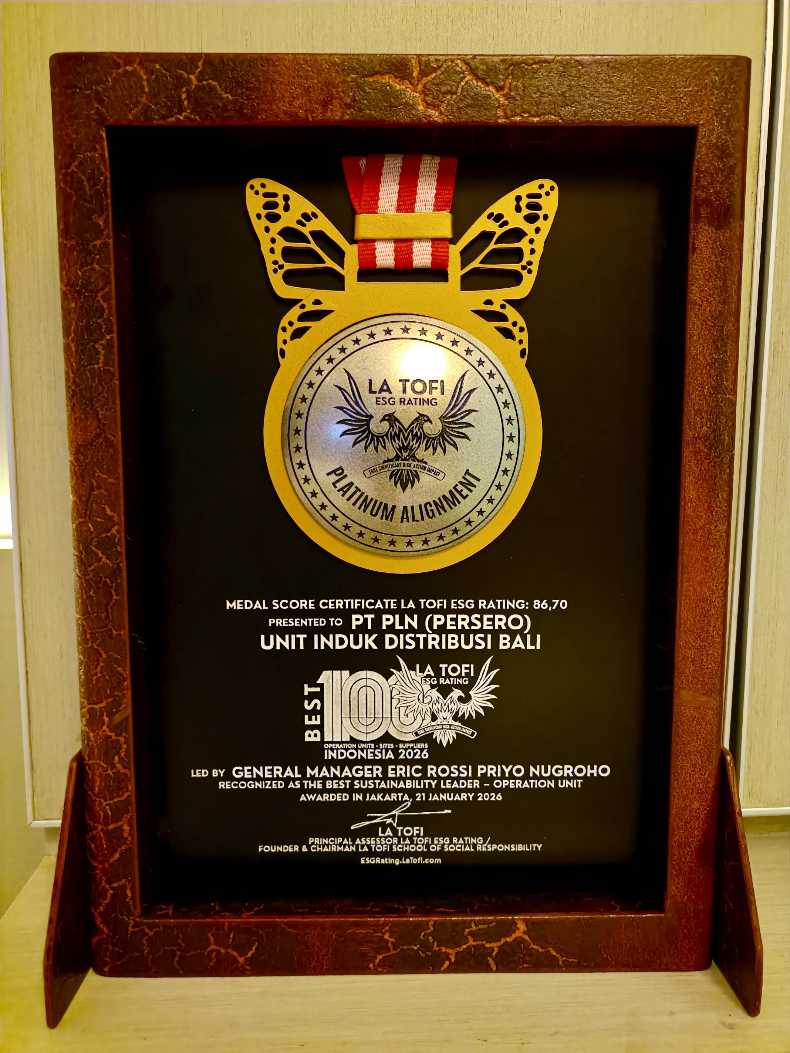 LA TOFI
ESG RATING
PLATINUM ALIGNMENT
MEDAL SCORE CERTIFICATE LA TOFI ESG RATING: 86,70
PRESENTED TO PT PLN (PERSERO)
UNIT INDUK DISTRIBUSI BALI
BEST 100
LA TOFI
ESG RATING
OPERATION UNITS - SITES - SUPPLIERS
INDONESIA 2026
LED BY GENERAL MANAGER ERIC ROSSI PRIYO NUGROHO
RECOGNIZED AS THE BEST SUSTAINABILITY LEADER – OPERATION UNIT
AWARDED IN JAKARTA, 21 JANUARY 2026
LA TOFI
PRINCIPAL ASSESSOR LA TOFI ESG RATING /
FOUNDER & CHAIRMAN LA TOFI SCHOOL OF SOCIAL RESPONSIBILITY
ESGRating.LaTofi.com